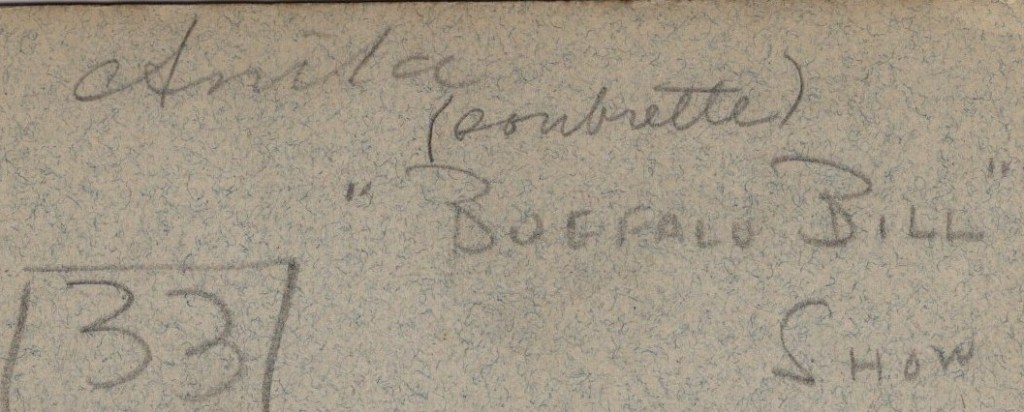 Anita
(soubrette)
" BUFFALO BILL "
33
SHOW